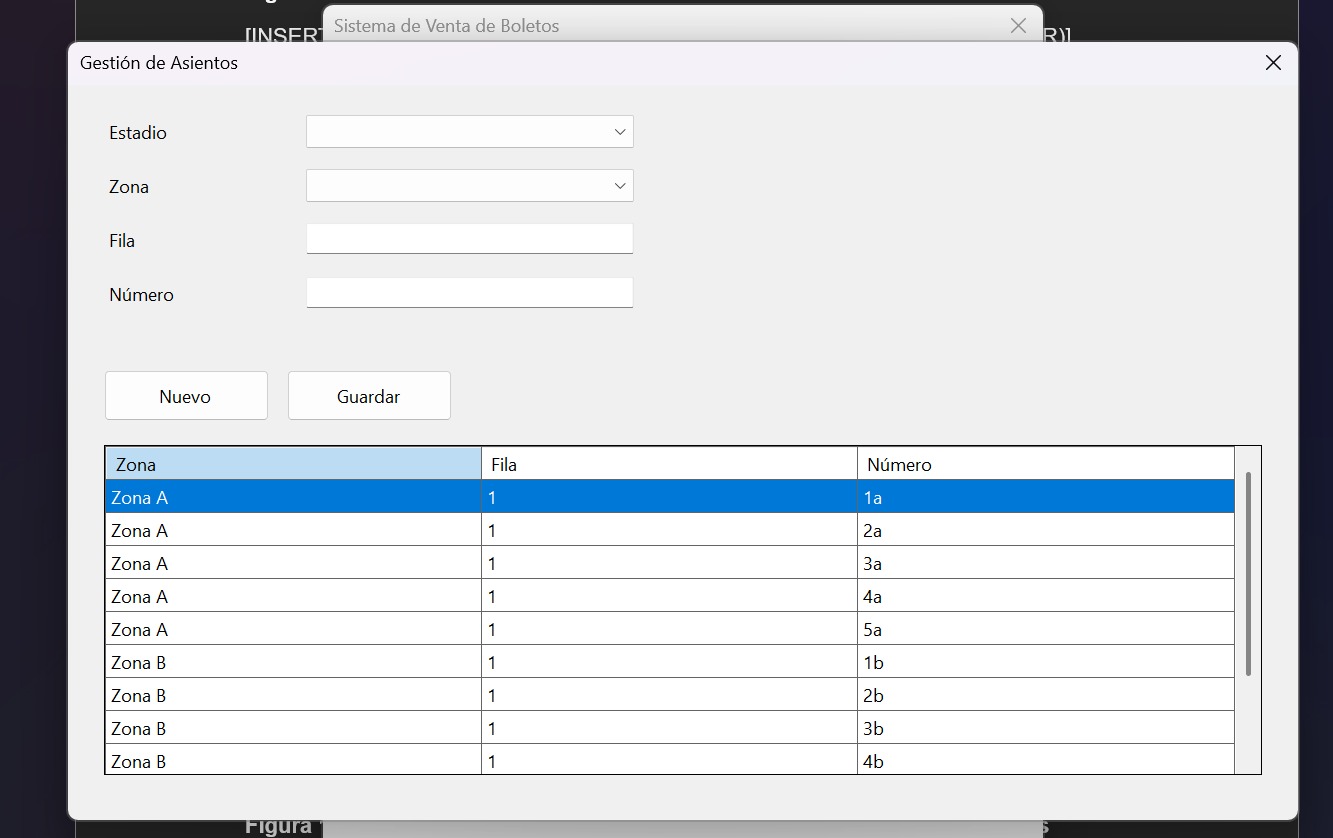 [INSERT
Sistema de Venta de Boletos
R)]
Gestión de Asientos
Estadio
Zona
Fila
Número
Nuevo
Guardar
Zona Fila Número
Zona A 1 1a
Zona A 1 2a
Zona A 1 3a
Zona A 1 4a
Zona A 1 5a
Zona B 1 1b
Zona B 1 2b
Zona B 1 3b
Zona B 1 4b
Figura